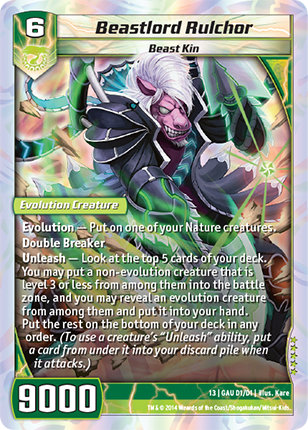 6
Beastlord Rulchor
Beast Kin
Evolution Creature
Evolution — Put on one of your Nature creatures.
Double Breaker
Unleash — Look at the top 5 cards of your deck.
You may put a non-evolution creature that is
level 3 or less from among them into the battle
zone, and you may reveal an evolution creature
from among them and put it into your hand.
Put the rest on the bottom of your deck in any
order. (To use a creature's "Unleash" ability, put
a card from under it into your discard pile when
it attacks.)
9000
13 | GAU 01/01 | Illus. Kare
TM & © 2014 Wizards of the Coast/Shogakukan/Mitsui-Kids.